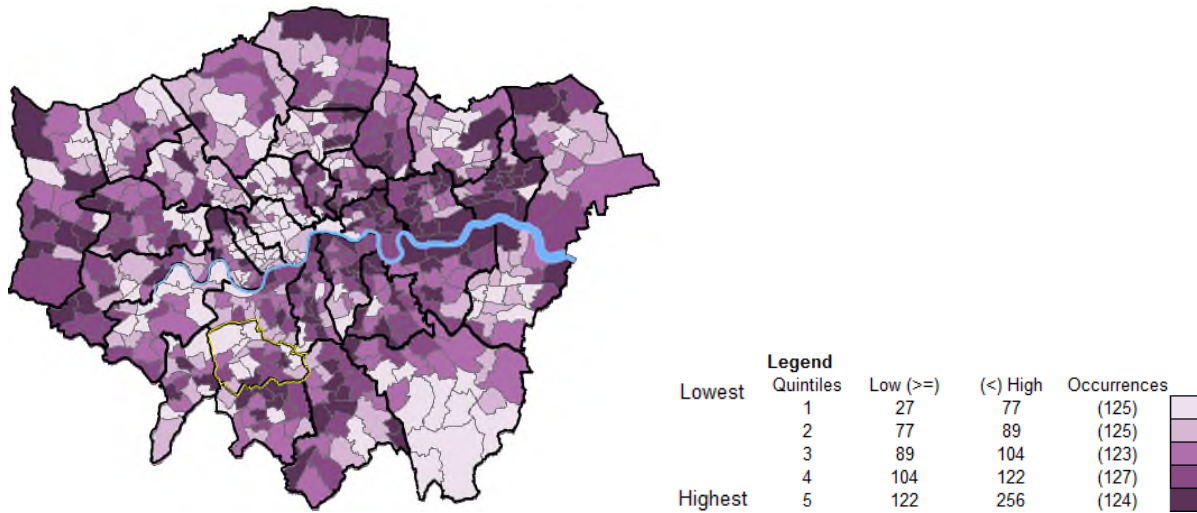 Legend
Lowest Quintiles Low (>=) (<) High Occurrences
1 27 77 (125)
2 77 89 (125)
3 89 104 (123)
4 104 122 (127)
Highest 5 122 256 (124)